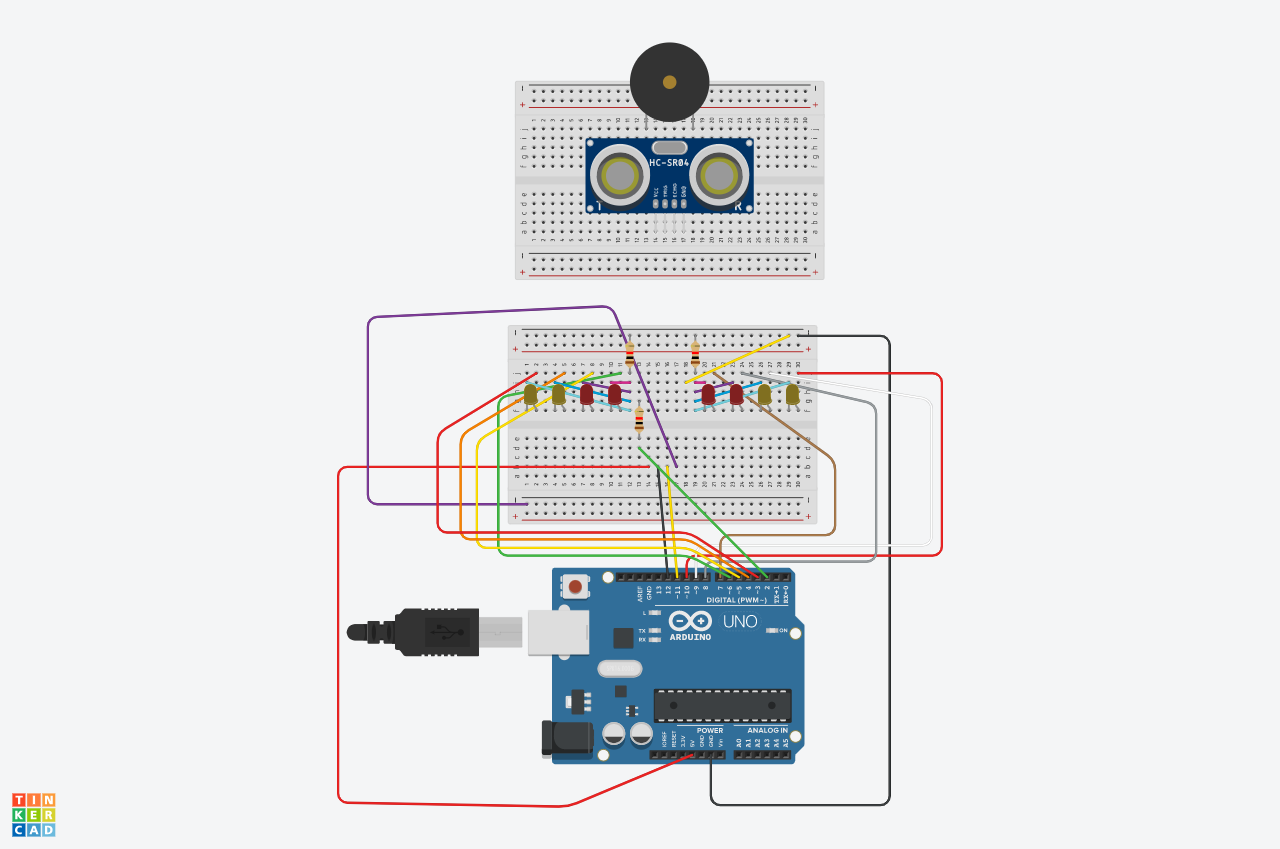 HC-SR04
VCC
TRIG
ECHO
GND
T
R
AREF
GND
13
12
~11
~10
~9
8
7
~6
~5
4
~3
2
TX→1
RX←0
DIGITAL (PWM~)
L
TX
RX
ARDUINO
UNO
ON
POWER
ANALOG IN
IOREF
RESET
3.3V
5V
GND
GND
Vin
A0
A1
A2
A3
A4
A5
TIN
KER
CAD